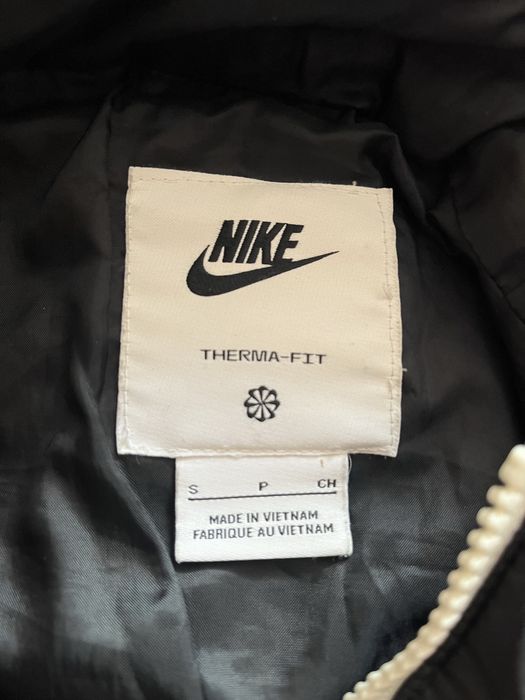 NIKE
THERMA-FIT
S P CH
MADE IN VIETNAM
FABRIQUE AU VIETNAM